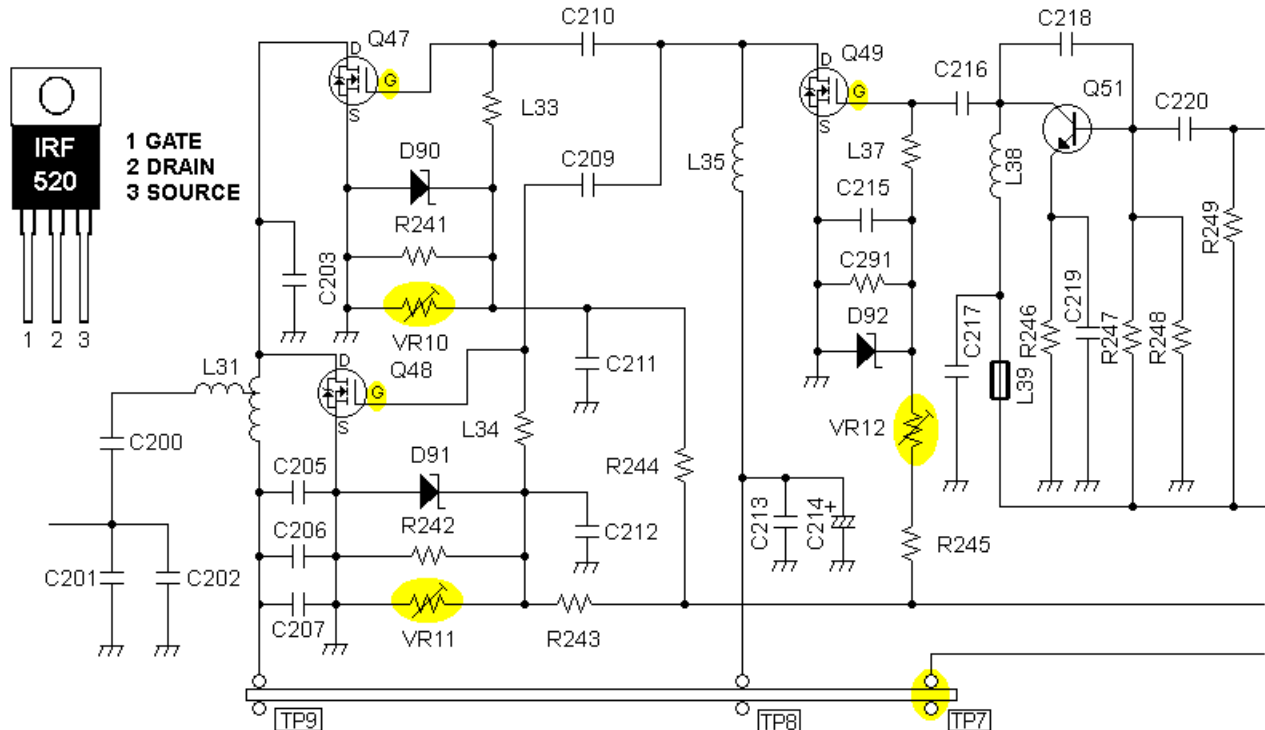 C210
C218
Q47
D
G
S
Q49
D
G
S
C216
Q51
C220
IRF
520
1 GATE
2 DRAIN
3 SOURCE
L33
D90
C209
L35
L37
L38
R241
C215
R249
C203
C291
VR10
D92
C217
R246
C219
R247
R248
L39
1 2 3
L31
D
Q48
G
S
C211
L34
VR12
C200
D91
R244
C205
R242
C206
C212
C213
C214
+
R245
C201
C202
C207
VR11
R243
TP9
TP8
TP7